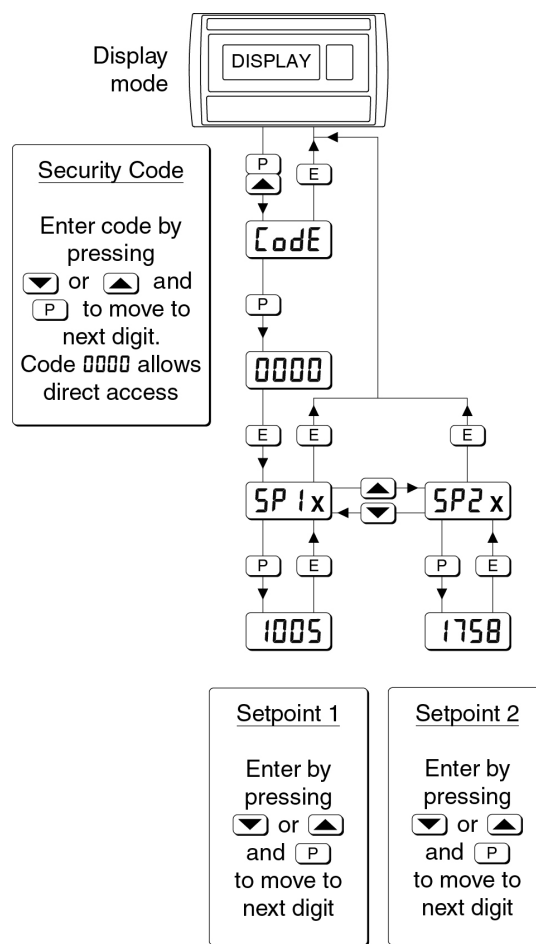 Display
mode
DISPLAY
P
E
Security Code
Enter code by
pressing
or and
P to move to
next digit.
Code 0000 allows
direct access
CodE
P
0000
E E E
SP1x SP2x
P E P E
1005 1758
Setpoint 1
Enter by
pressing
or
and P
to move to
next digit
Setpoint 2
Enter by
pressing
or
and P
to move to
next digit